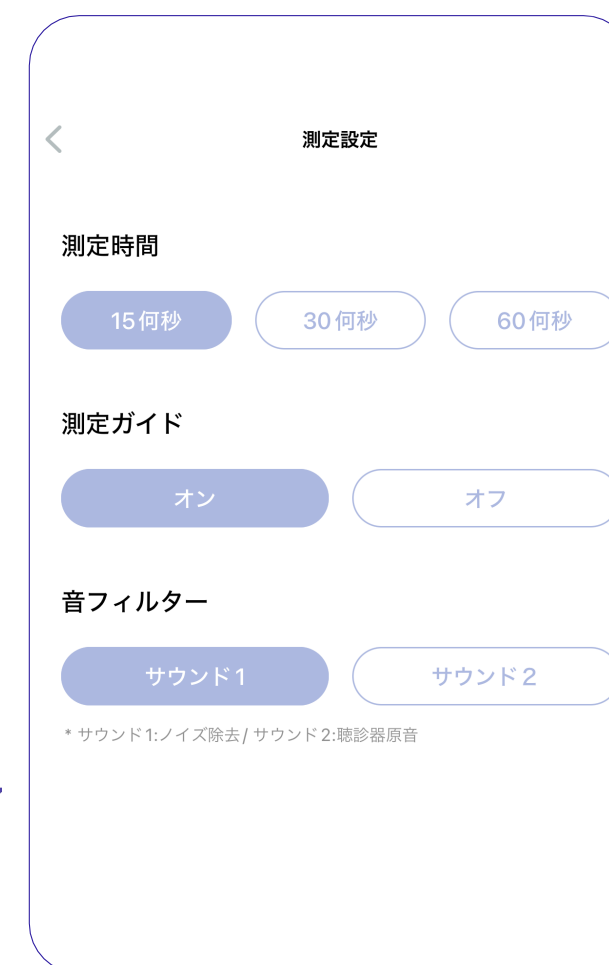 測定設定
測定時間
15何秒 30何秒 60何秒
測定ガイド
オン オフ
音フィルター
サウンド1 サウンド2
* サウンド1:ノイズ除去/ サウンド2:聴診器原音